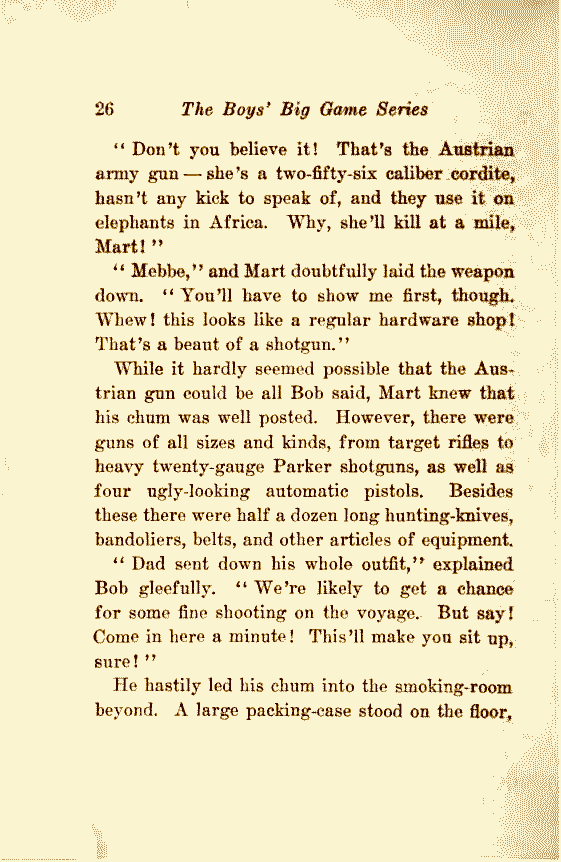 26 The Boys' Big Game Series
" Don't you believe it! That's the Austrian
army gun — she's a two-fifty-six caliber cordite,
hasn't any kick to speak of, and they use it on
elephants in Africa. Why, she'll kill at a mile,
Mart! "
" Mebbe," and Mart doubtfully laid the weapon
down. " You'll have to show me first, though.
Whew! this looks like a regular hardware shop!
That's a beaut of a shotgun."
While it hardly seemed possible that the Aus-
trian gun could be all Bob said, Mart knew that
his chum was well posted. However, there were
guns of all sizes and kinds, from target rifles to
heavy twenty-gauge Parker shotguns, as well as
four ugly-looking automatic pistols. Besides
these there were half a dozen long hunting-knives,
bandoliers, belts, and other articles of equipment.
" Dad sent down his whole outfit," explained
Bob gleefully. " We're likely to get a chance
for some fine shooting on the voyage. But say!
Come in here a minute! This'll make you sit up,
sure! "
He hastily led his chum into the smoking-room
beyond. A large packing-case stood on the floor,